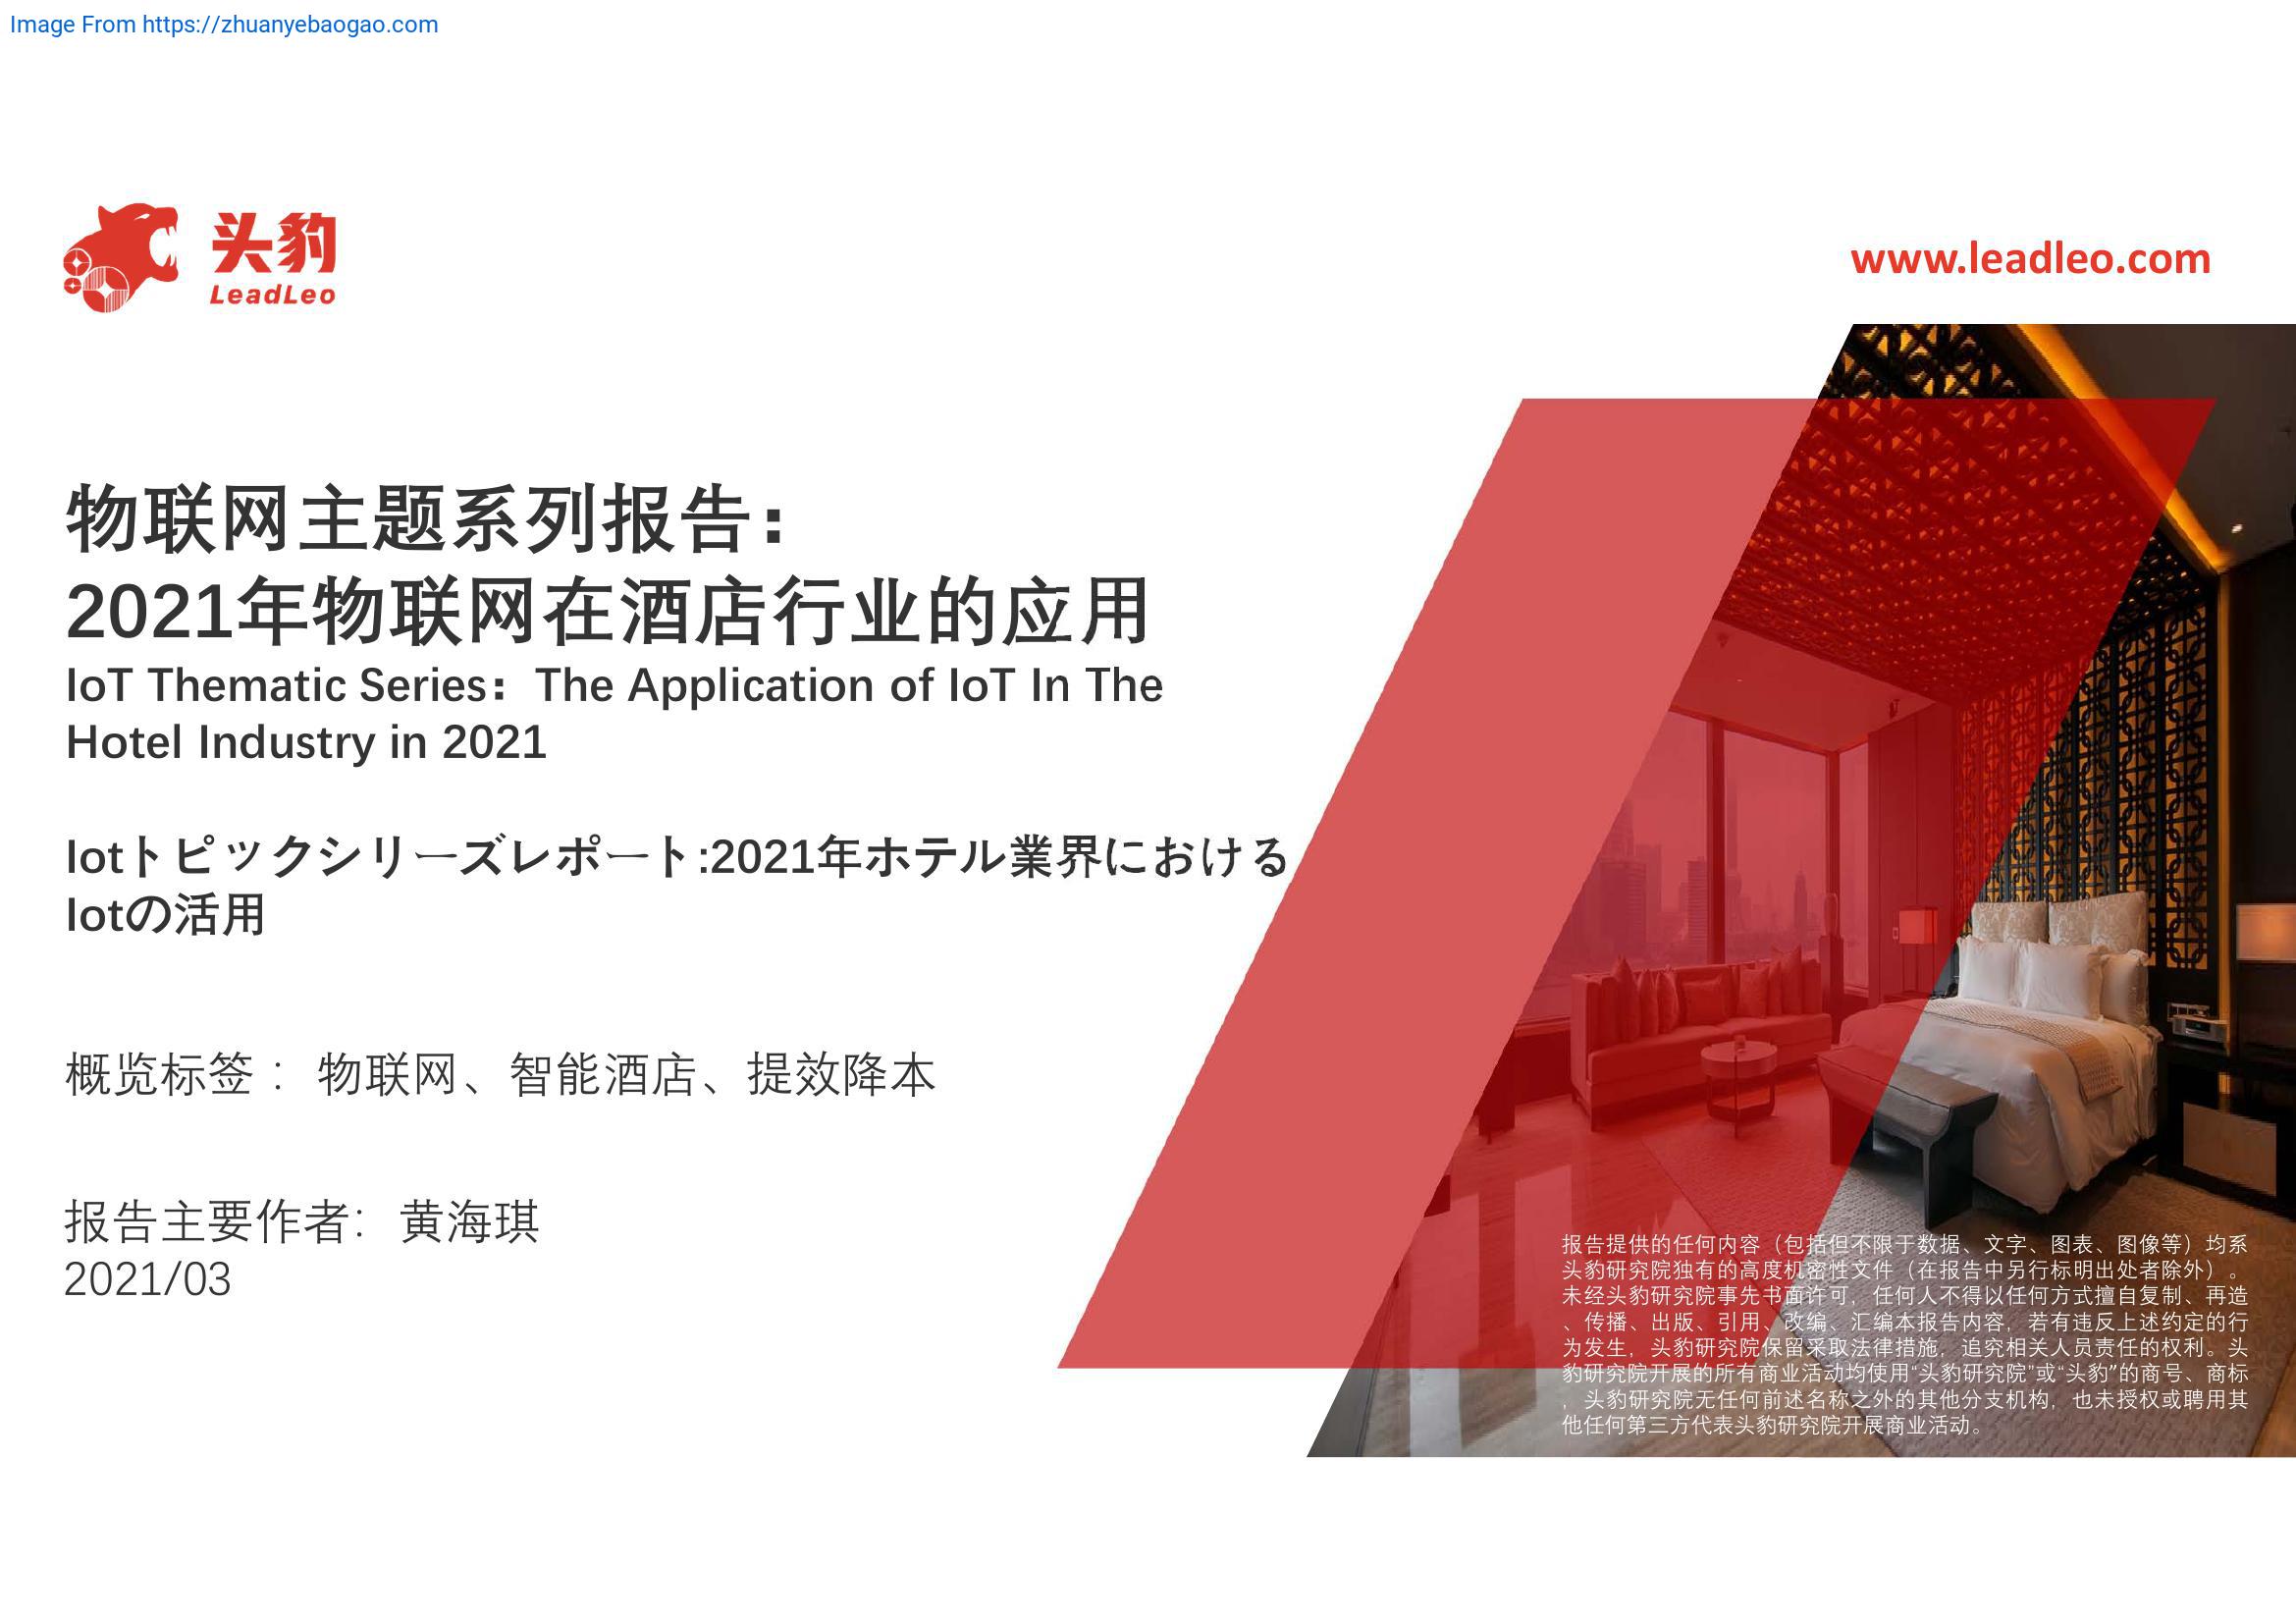 Image From https://zhuanyebaogao.com
头豹
LeadLeo
www.leadleo.com
物联网主题系列报告：
2021年物联网在酒店行业的应用
IoT Thematic Series：The Application of IoT In The
Hotel Industry in 2021
Iotトピックシリーズレポート:2021年ホテル業界における
Iotの活用
概览标签 ：物联网、智能酒店、提效降本
报告主要作者：黄海琪
2021/03
报告提供的任何内容（包括但不限于数据、文字、图表、图像等）均系
头豹研究院独有的高度机密性文件（在报告中另行标明出处者除外）。
未经头豹研究院事先书面许可，任何人不得以任何方式擅自复制、再造
、传播、出版、引用、改编、汇编本报告内容，若有违反上述约定的行
为发生，头豹研究院保留采取法律措施，追究相关人员责任的权利。头
豹研究院开展的所有商业活动均使用“头豹研究院”或“头豹”的商号、商标
，头豹研究院无任何前述名称之外的其他分支机构，也未授权或聘用其
他任何第三方代表头豹研究院开展商业活动。